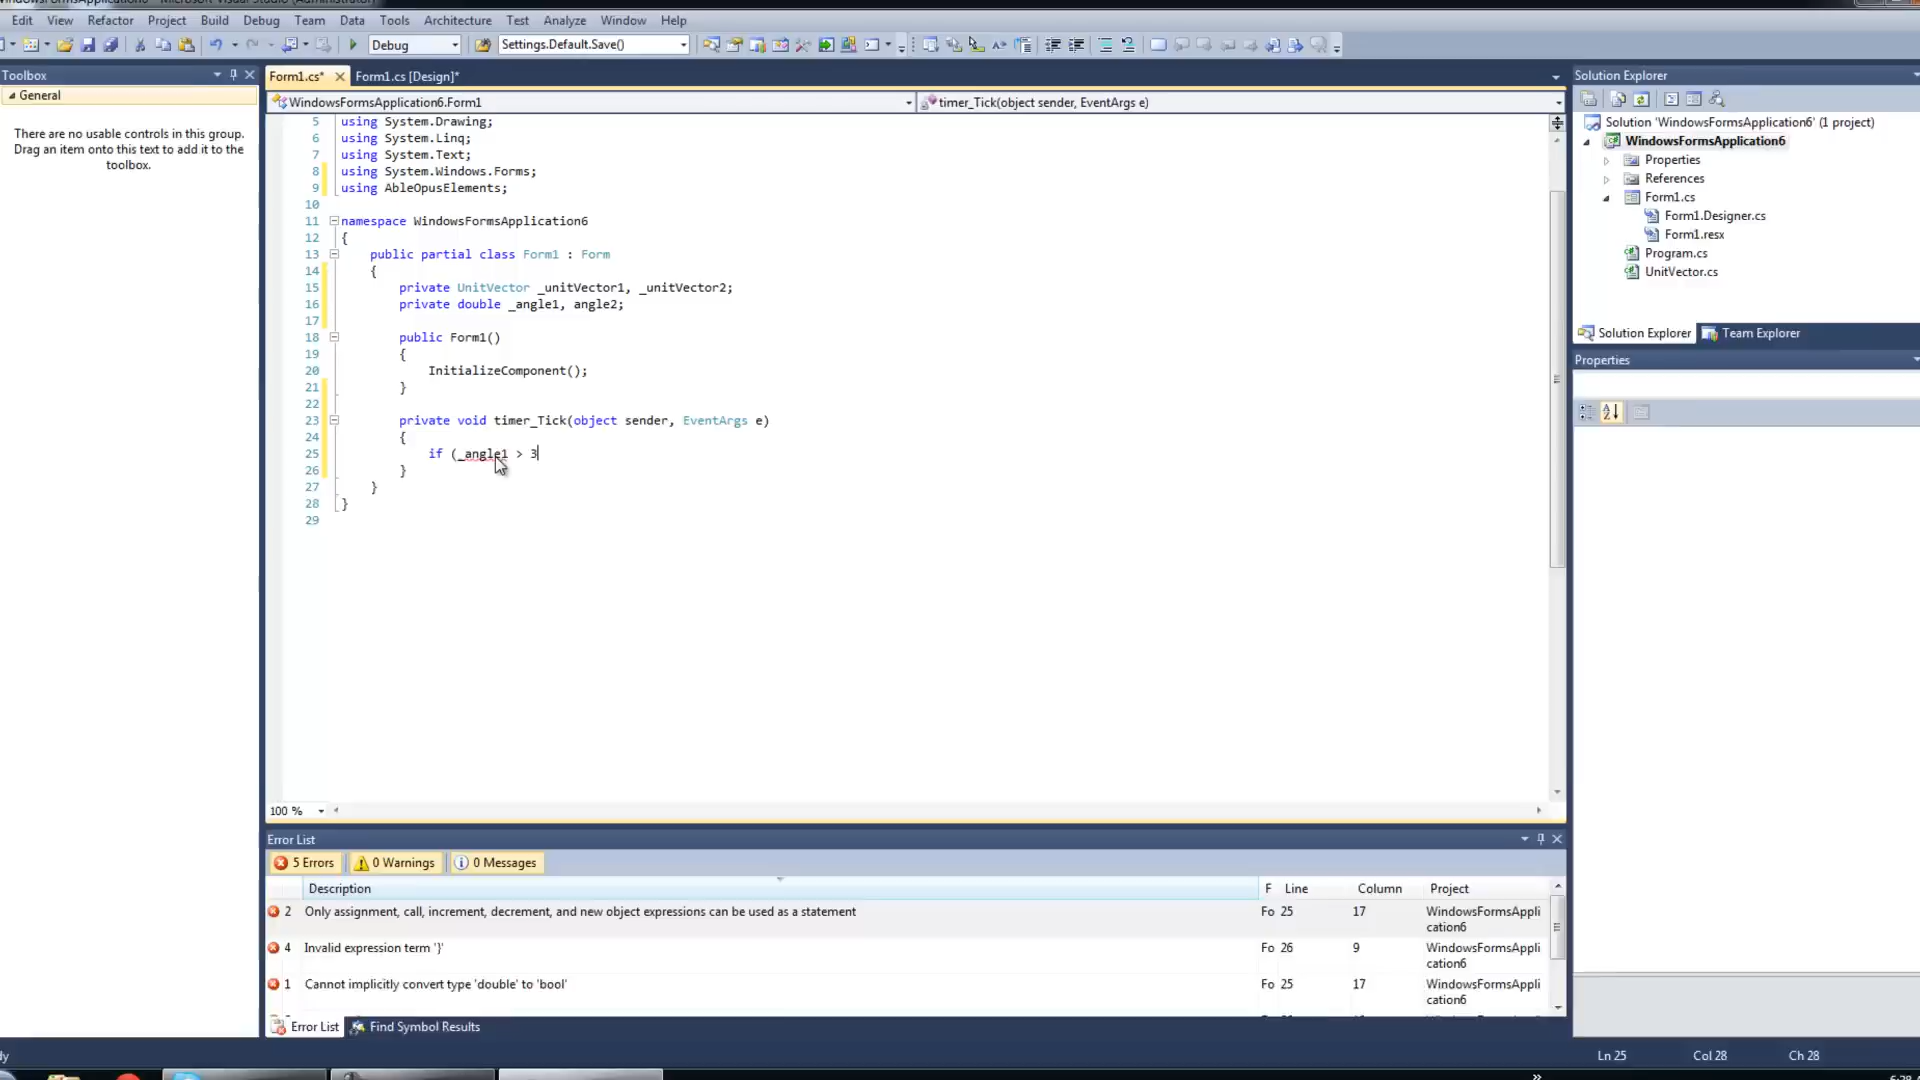 Edit View Refactor Project Build Debug Team Data Tools Architecture Test Analyze Window Help
Debug Settings.Default.Save()
Toolbox
General
There are no usable controls in this group.
Drag an item onto this text to add it to the
toolbox.
Form1.cs* Form1.cs [Design]*
WindowsFormsApplication6.Form1 timer_Tick(object sender, EventArgs e)
5 using System.Drawing;
6 using System.Linq;
7 using System.Text;
8 using System.Windows.Forms;
9 using AbleOpusElements;
10
11 namespace WindowsFormsApplication6
12 {
13 public partial class Form1 : Form
14 {
15 private UnitVector _unitVector1, _unitVector2;
16 private double _angle1, angle2;
17
18 public Form1()
19 {
20 InitializeComponent();
21 }
22
23 private void timer_Tick(object sender, EventArgs e)
24 {
25 if (_angle1 > 3
26 }
27 }
28 }
29
100 %
Error List
5 Errors 0 Warnings 0 Messages
Description F Line Column Project
2 Only assignment, call, increment, decrement, and new object expressions can be used as a statement Fo 25 17 WindowsFormsAppli
cation6
4 Invalid expression term '}' Fo 26 9 WindowsFormsAppli
cation6
1 Cannot implicitly convert type 'double' to 'bool' Fo 25 17 WindowsFormsAppli
cation6
Error List Find Symbol Results
Solution Explorer
Solution 'WindowsFormsApplication6' (1 project)
WindowsFormsApplication6
Properties
References
Form1.cs
Form1.Designer.cs
Form1.resx
Program.cs
UnitVector.cs
Solution Explorer Team Explorer
Properties
Ln 25 Col 28 Ch 28